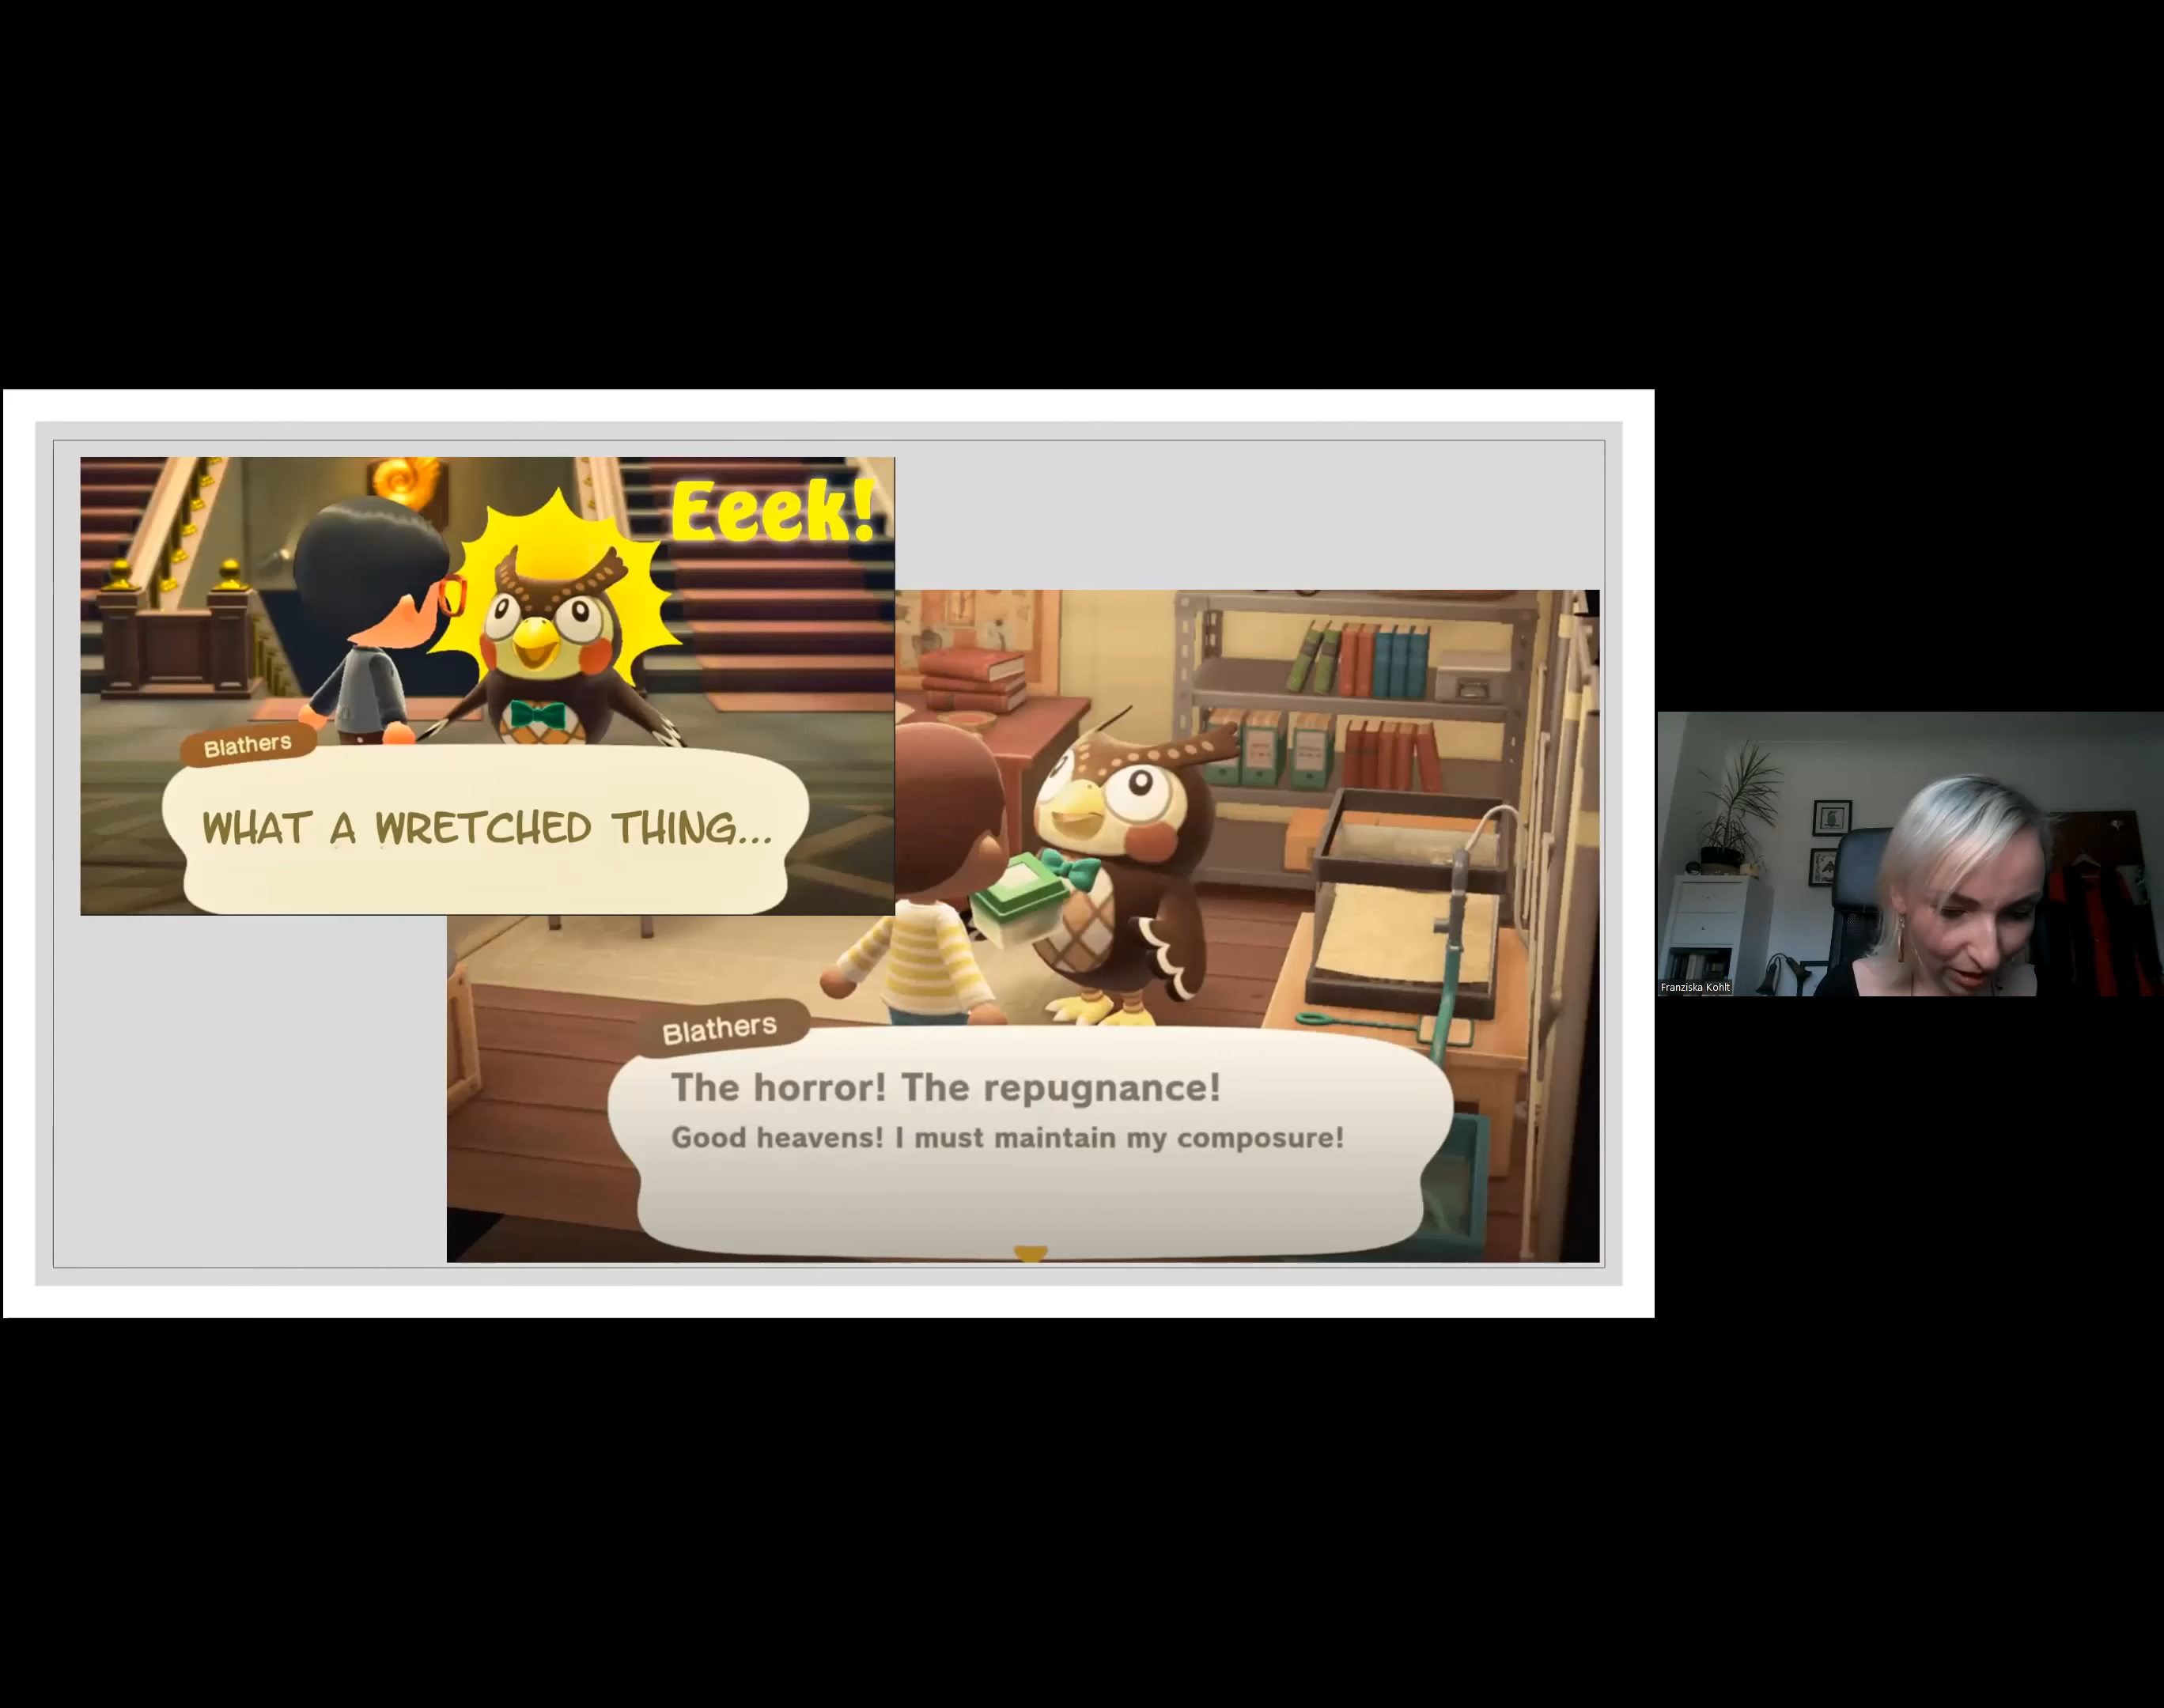 Eeek!
Blathers
WHAT A WRETCHED THING...
Blathers
The horror! The repugnance!
Good heavens! I must maintain my composure!
Franziska Kohlt